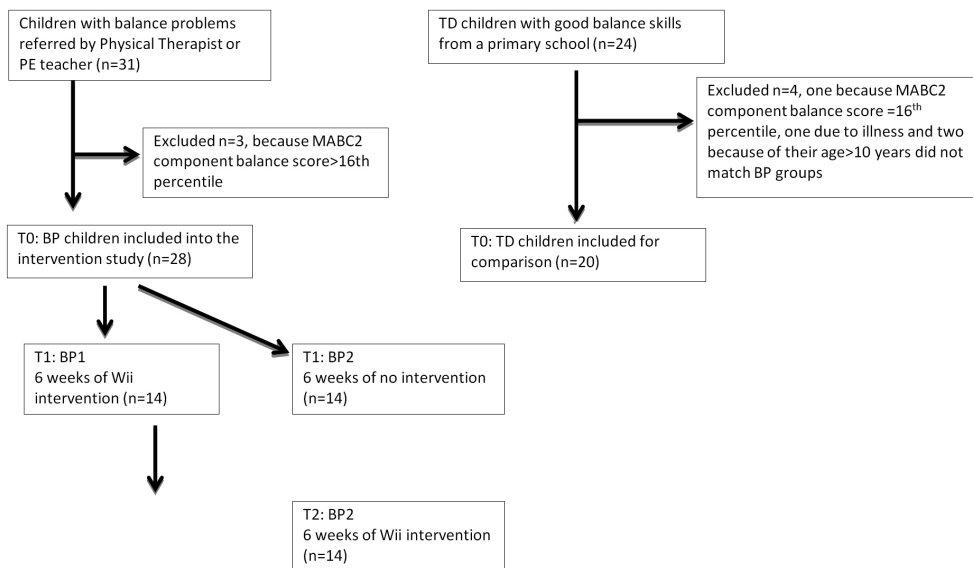 Children with balance problems
referred by Physical Therapist or
PE teacher (n=31)
TD children with good balance skills
from a primary school (n=24)
Excluded n=3, because MABC2
component balance score>16th
percentile
Excluded n=4, one because MABC2
component balance score =16th
percentile, one due to illness and two
because of their age>10 years did not
match BP groups
T0: BP children included into the
intervention study (n=28)
T0: TD children included for
comparison (n=20)
T1: BP1
6 weeks of Wii
intervention (n=14)
T1: BP2
6 weeks of no intervention
(n=14)
T2: BP2
6 weeks of Wii intervention
(n=14)